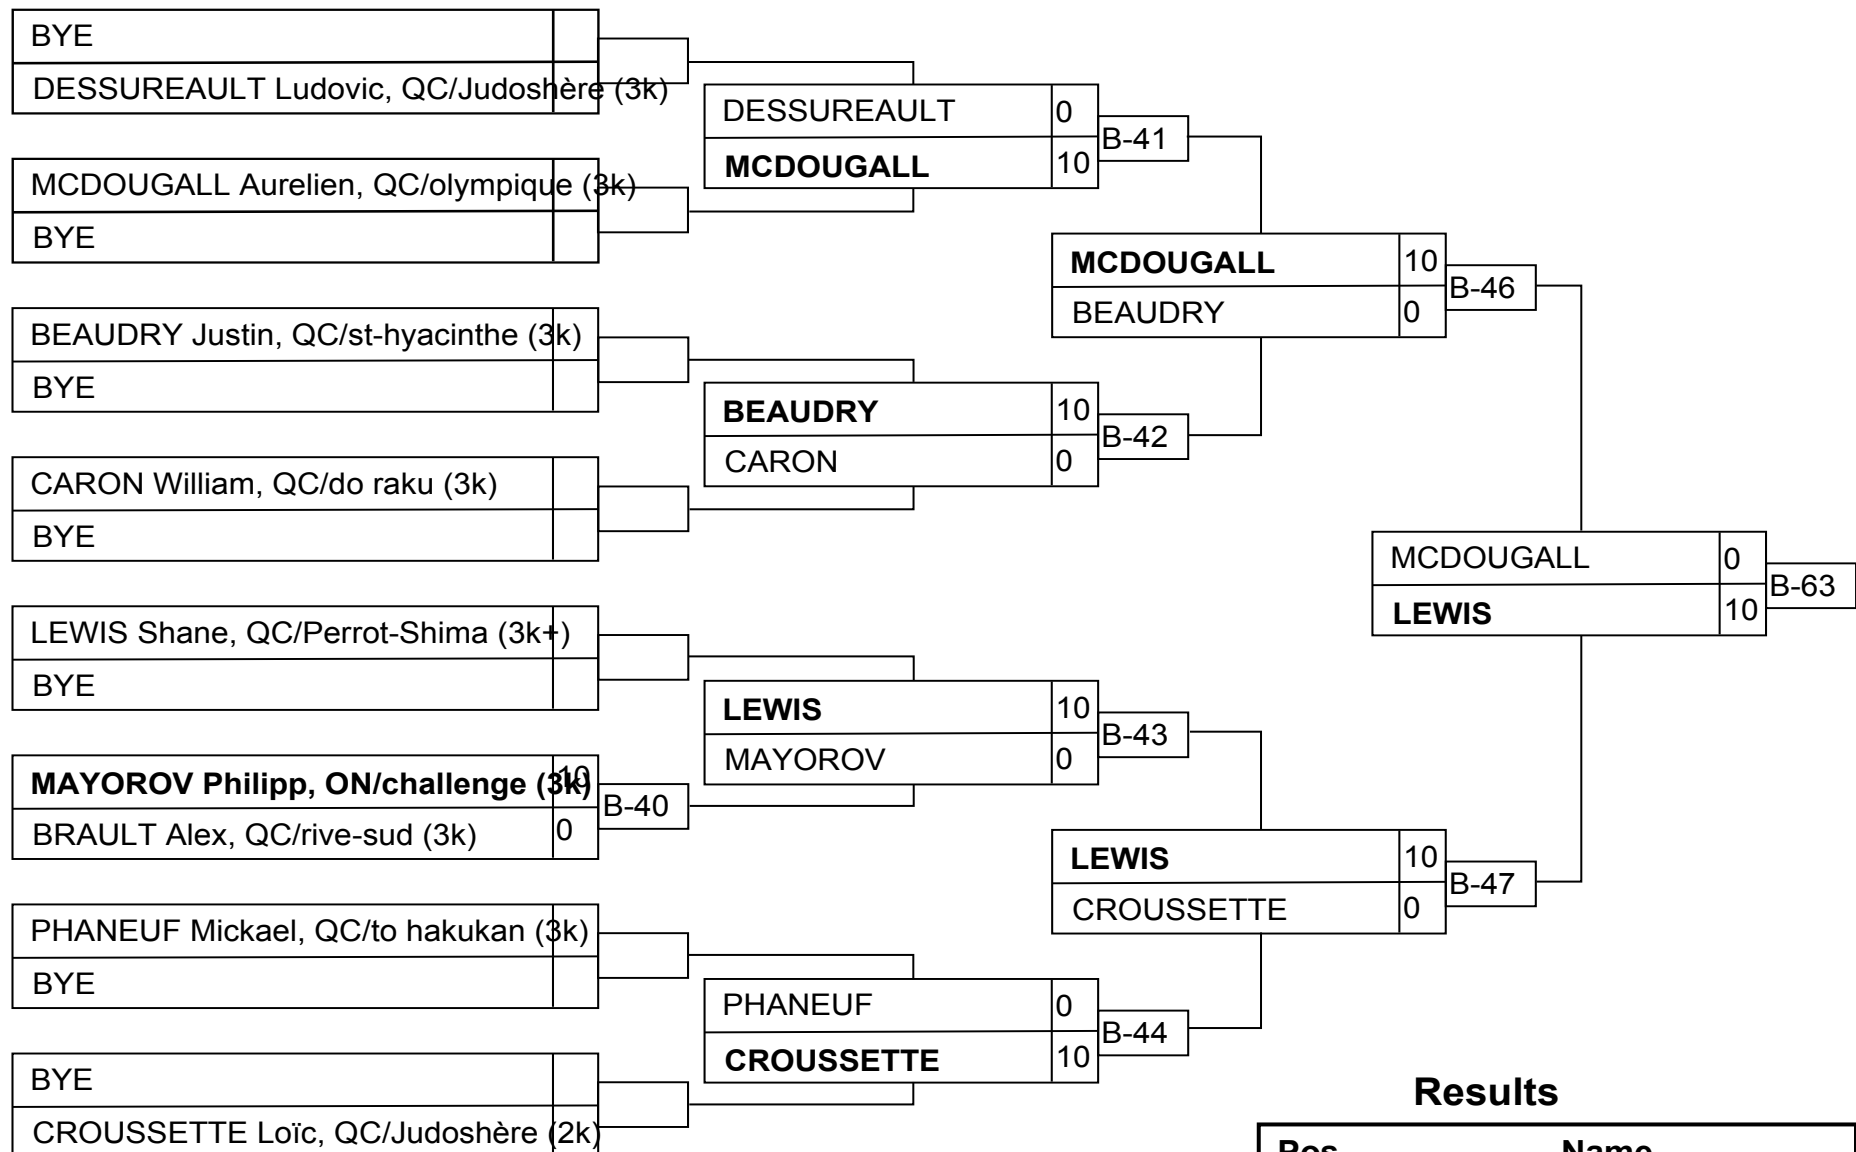 BYE
DESSUREAULT Ludovic, QC/Judoshère (3k)
MCDOUGALL Aurelien, QC/olympique (3k)
BYE
BEAUDRY Justin, QC/st-hyacinthe (3k)
BYE
CARON William, QC/do raku (3k)
BYE
LEWIS Shane, QC/Perrot-Shima (3k+)
BYE
MAYOROV Philipp, ON/challenge (3k) 10
BRAULT Alex, QC/rive-sud (3k) 0
B-40
PHANEUF Mickael, QC/to hakukan (3k)
BYE
BYE
CROUSSETTE Loïc, QC/Judoshère (2k)
DESSUREAULT 0
MCDOUGALL 10
B-41
BEAUDRY 10
CARON 0
B-42
LEWIS 10
MAYOROV 0
B-43
PHANEUF 0
CROUSSETTE 10
B-44
MCDOUGALL 10
BEAUDRY 0
B-46
LEWIS 10
CROUSSETTE 0
B-47
MCDOUGALL 0
LEWIS 10
B-63
Results
Pos Name